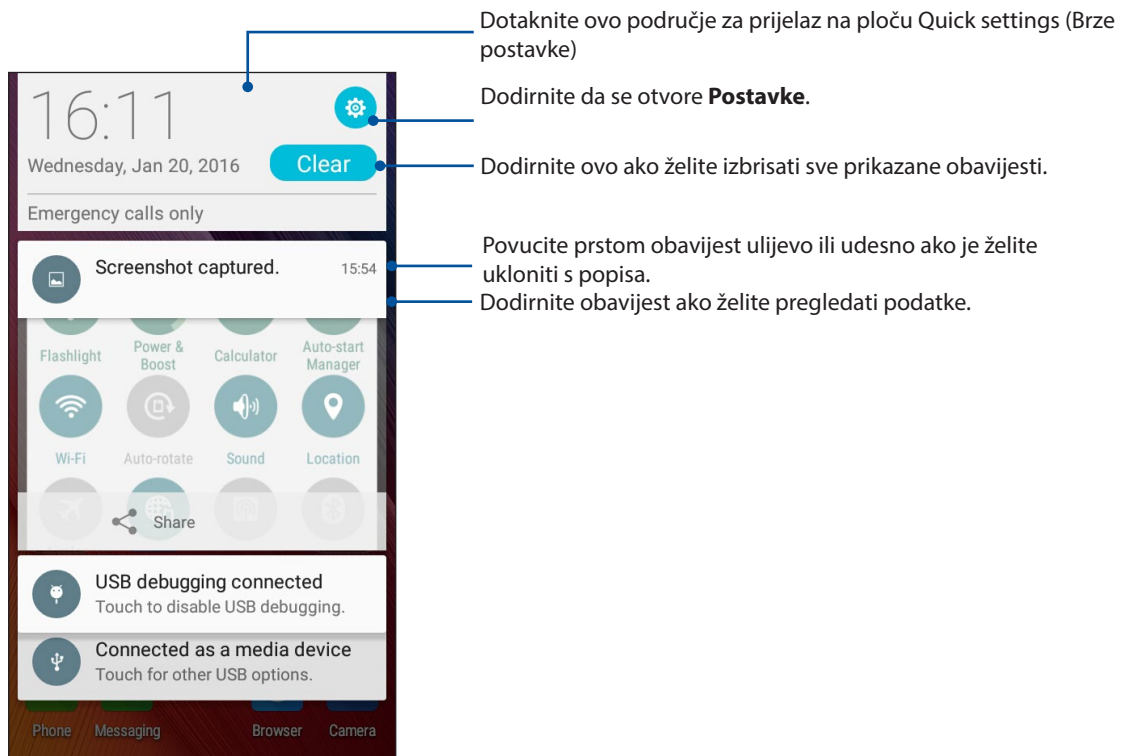 Dotaknite ovo područje za prijelaz na ploču Quick settings (Brze
postavke)
Dodirnite da se otvore Postavke.
Dodirnite ovo ako želite izbrisati sve prikazane obavijesti.
Povucite prstom obavijest ulijevo ili udesno ako je želite
ukloniti s popisa.
Dodirnite obavijest ako želite pregledati podatke.
16:11
Wednesday, Jan 20, 2016
Clear
Emergency calls only
Screenshot captured.
15:54
Flashlight
Power &
Boost
Calculator
Auto-start
Manager
Wi-Fi
Auto-rotate
Sound
Location
Share
USB debugging connected
Touch to disable USB debugging.
Connected as a media device
Touch for other USB options.
Phone
Messaging
Browser
Camera